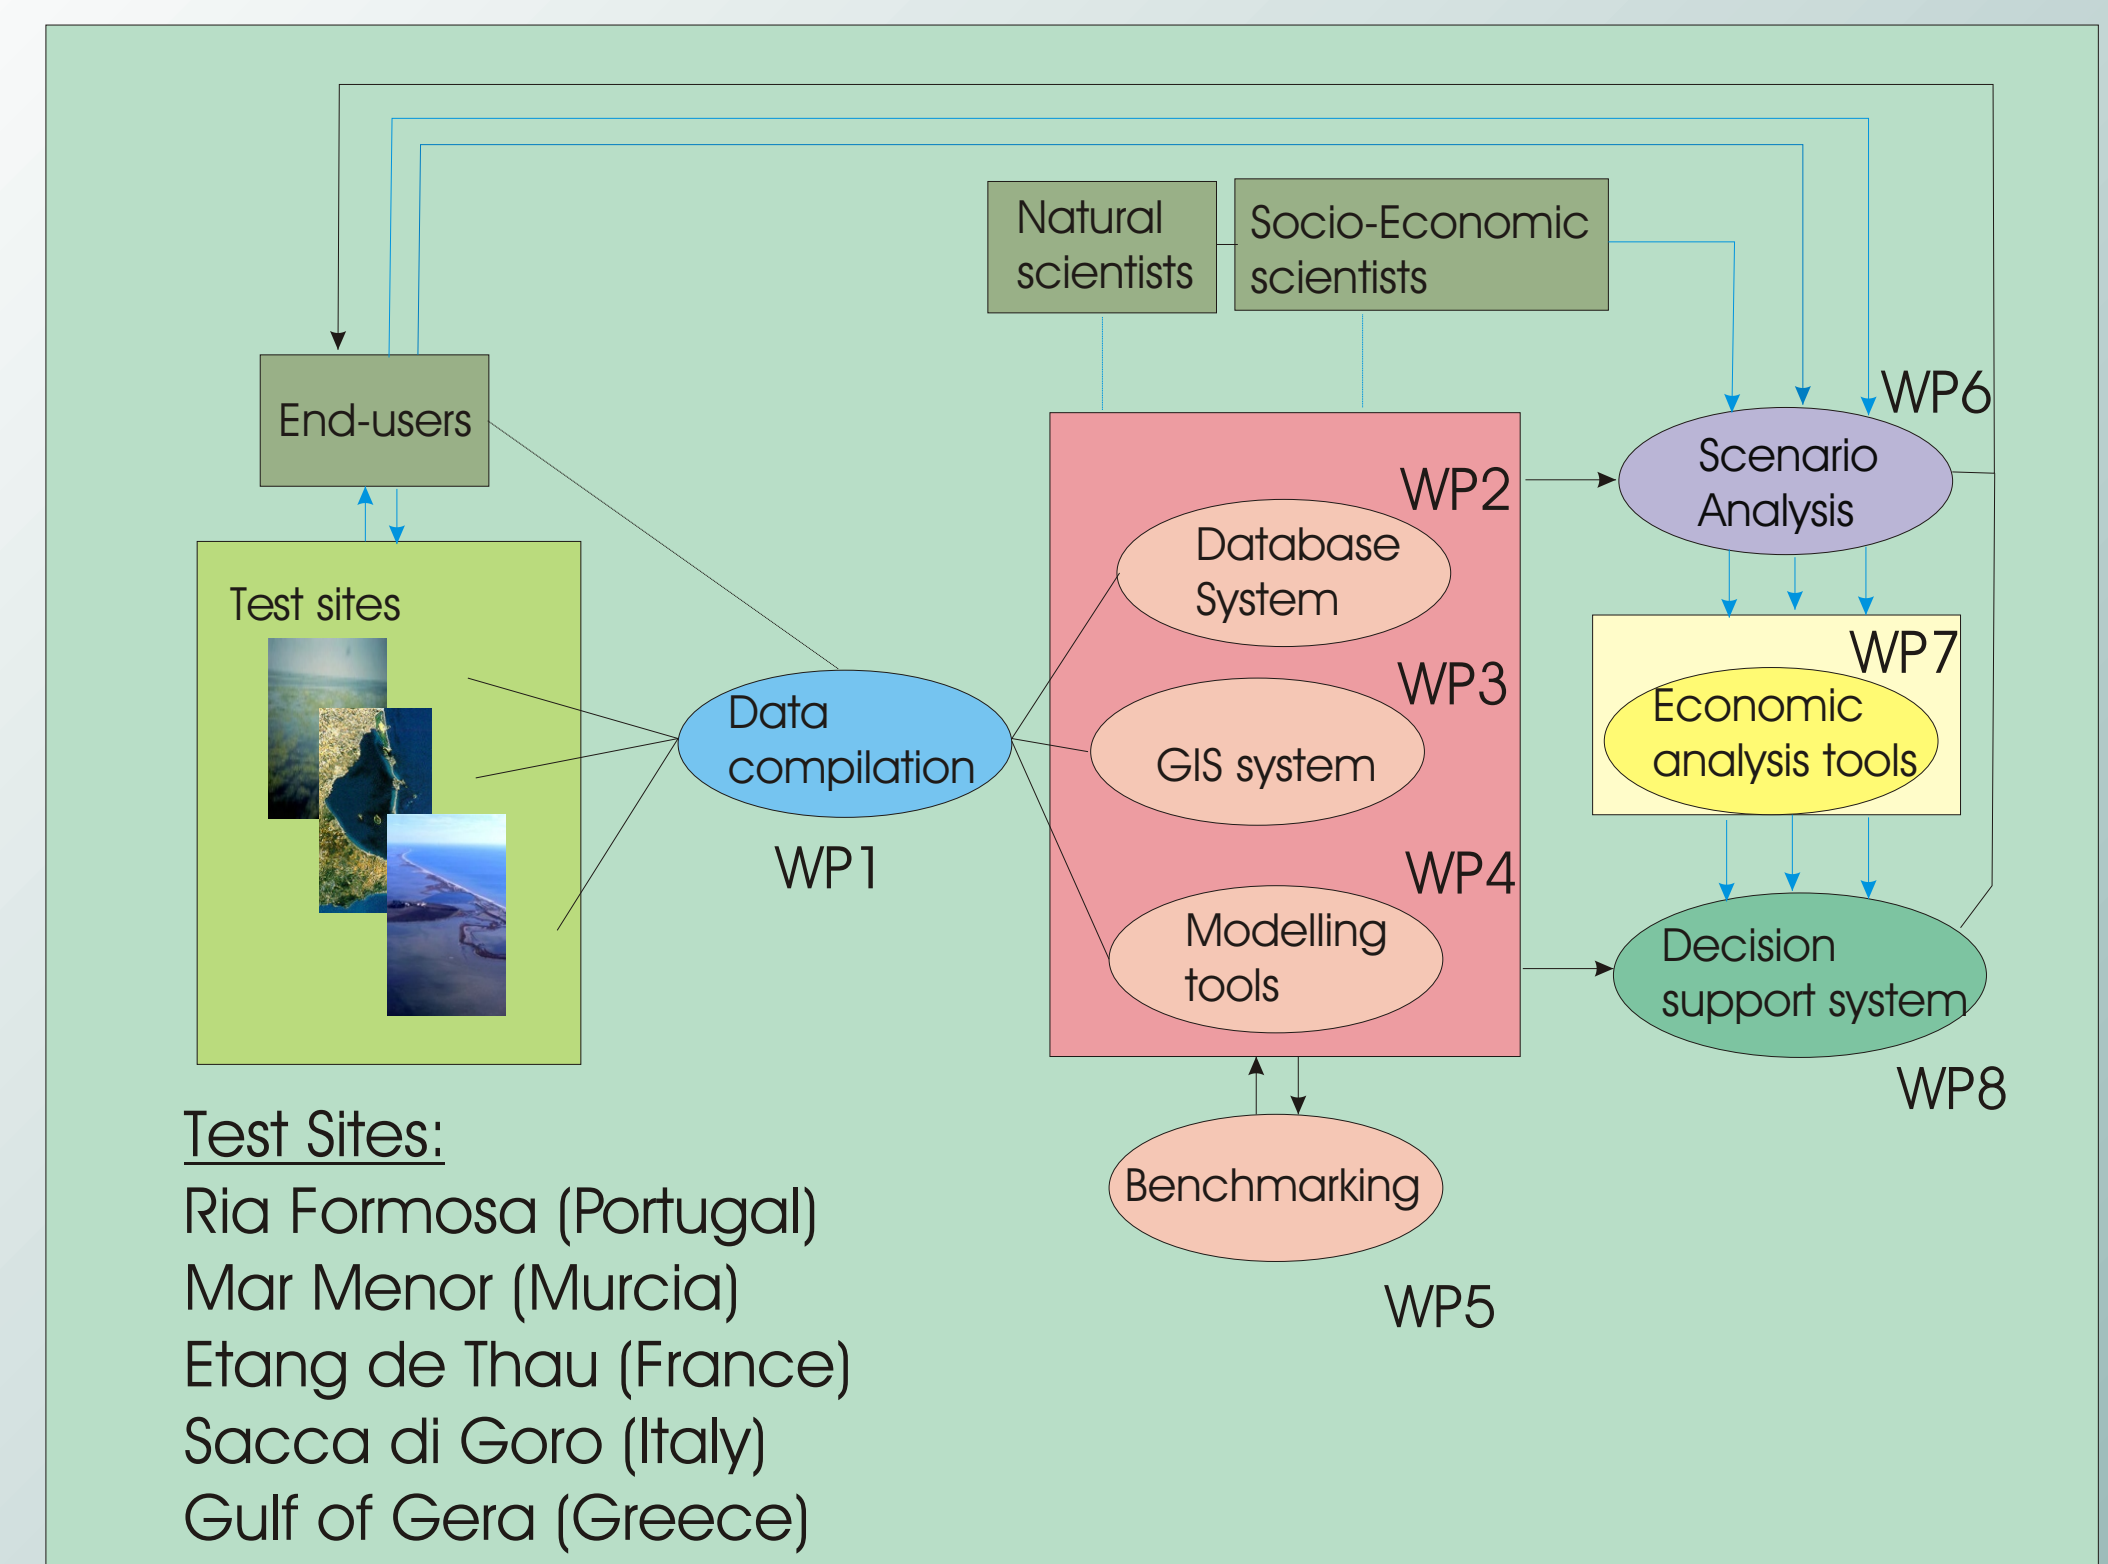 Natural
scientists
Socio-Economic
scientists
End-users
WP6
Scenario
Analysis
WP2
Database
System
Test sites
WP3
GIS system
WP7
Economic
analysis tools
Data
compilation
WP1
WP4
Modelling
tools
Decision
support system
WP8
Benchmarking
WP5
Test Sites:
Ria Formosa (Portugal)
Mar Menor (Murcia)
Etang de Thau (France)
Sacca di Goro (Italy)
Gulf of Gera (Greece)